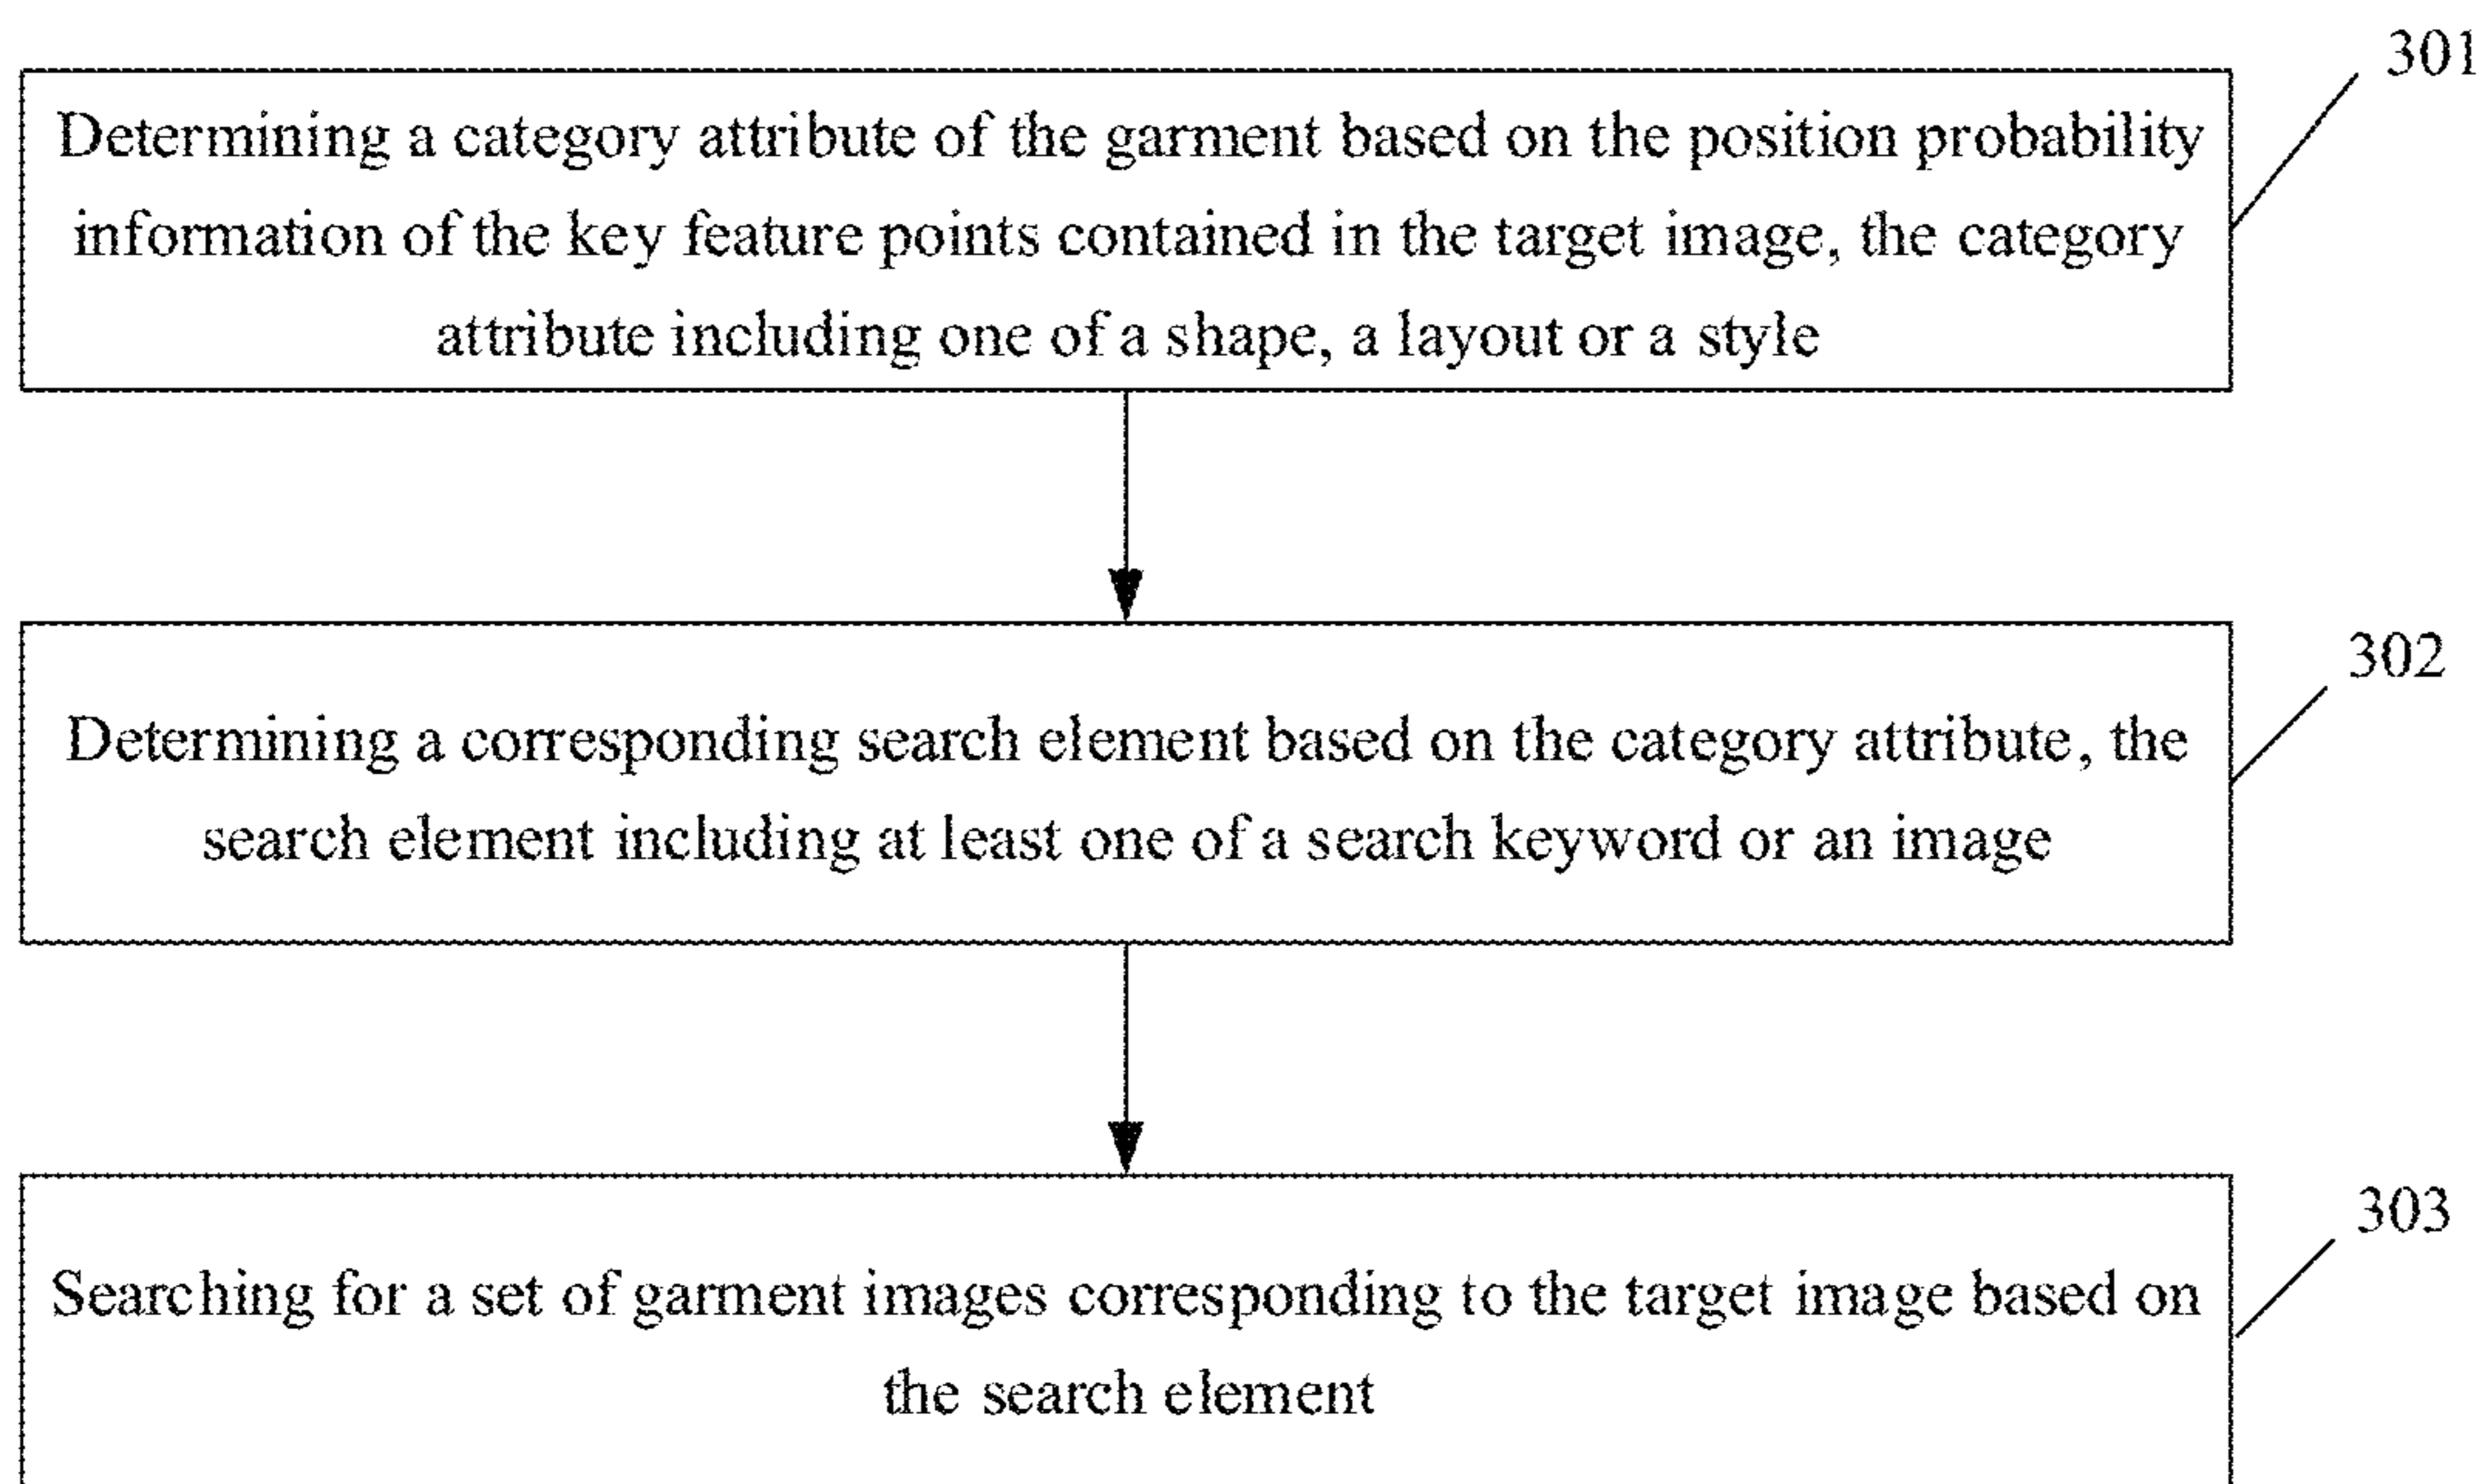 301
Determining a category attribute of the garment based on the position probability
information of the key feature points contained in the target image, the category
attribute including one of a shape, a layout or a style
302
Determining a corresponding search element based on the category attribute, the
search element including at least one of a search keyword or an image
303
Searching for a set of garment images corresponding to the target image based on
the search element